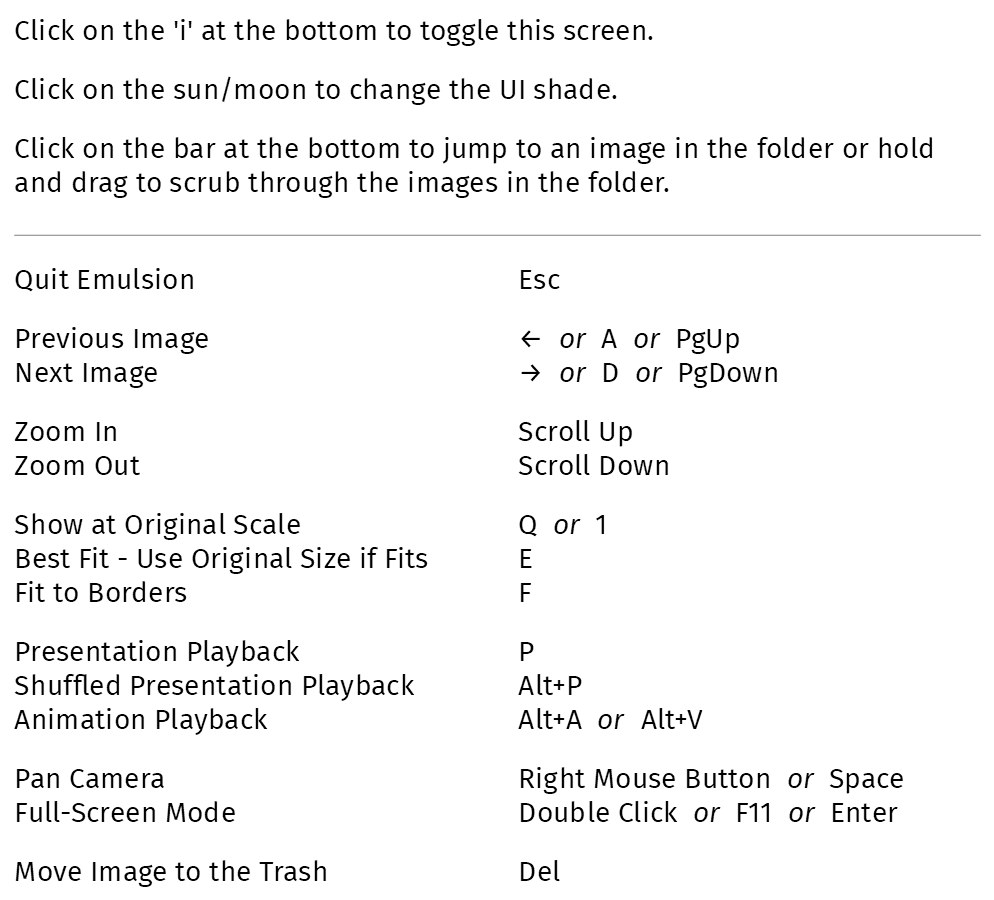 Click on the 'i' at the bottom to toggle this screen.
Click on the sun/moon to change the UI shade.
Click on the bar at the bottom to jump to an image in the folder or hold
and drag to scrub through the images in the folder.
Quit Emulsion Esc
Previous Image ← or A or PgUp
Next Image → or D or PgDown
Zoom In Scroll Up
Zoom Out Scroll Down
Show at Original Scale Q or 1
Best Fit - Use Original Size if Fits E
Fit to Borders F
Presentation Playback P
Shuffled Presentation Playback Alt+P
Animation Playback Alt+A or Alt+V
Pan Camera Right Mouse Button or Space
Full-Screen Mode Double Click or F11 or Enter
Move Image to the Trash Del